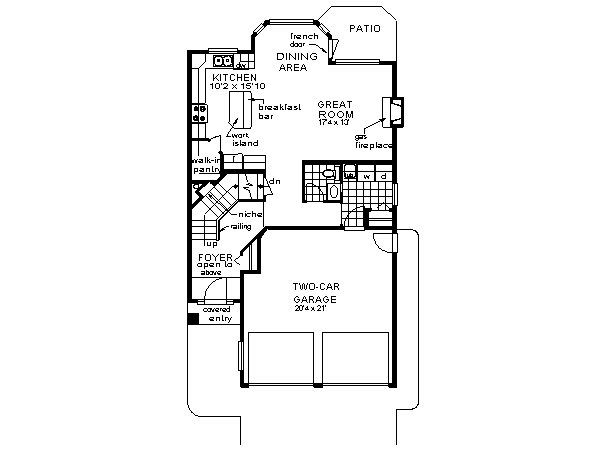 PATIO
french
door
DINING
AREA
dw
KITCHEN
10'2 x 15'10
breakfast
bar
GREAT
ROOM
17'4 x 13'
work
island
gas
fireplace
r
walk-in
pantry
w d
dn
niche
railing
up
FOYER
open to
above
TWO-CAR
GARAGE
20'4 x 21'
covered
entry